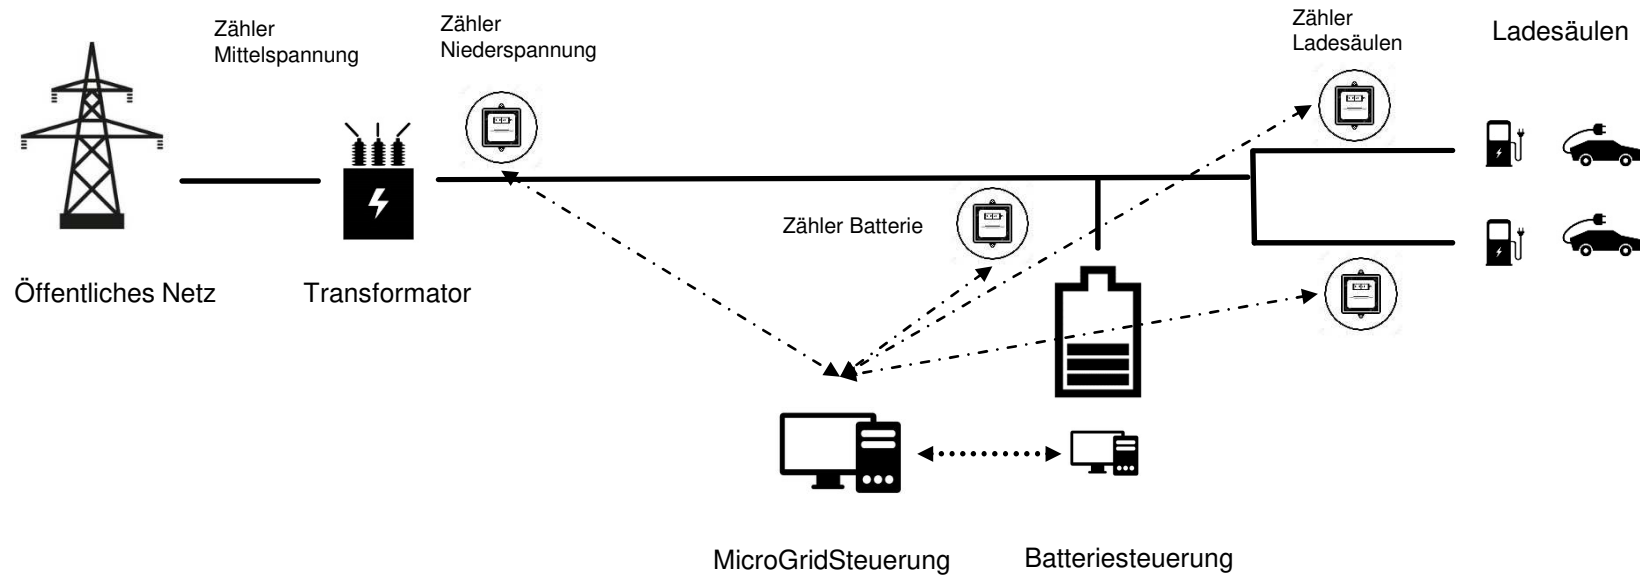 Zähler
Mittelspannung
Zähler
Niederspannung
Zähler
Ladesäulen
Ladesäulen
Zähler Batterie
Öffentliches Netz
Transformator
MicroGridSteuerung
Batteriesteuerung